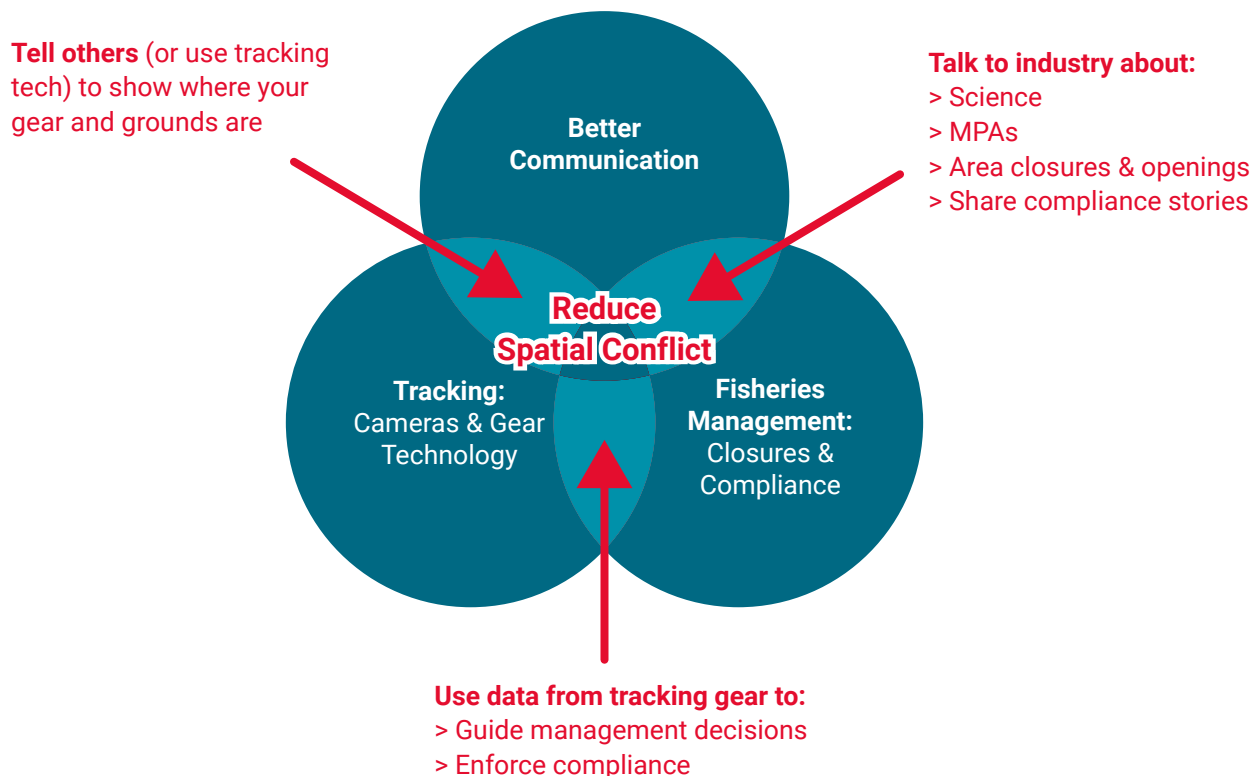 Tell others (or use tracking
tech) to show where your
gear and grounds are
Talk to industry about:
> Science
> MPAs
> Area closures & openings
> Share compliance stories
Better
Communication
Reduce
Spatial Conflict
Tracking:
Cameras & Gear
Technology
Fisheries
Management:
Closures &
Compliance
Use data from tracking gear to:
> Guide management decisions
> Enforce compliance